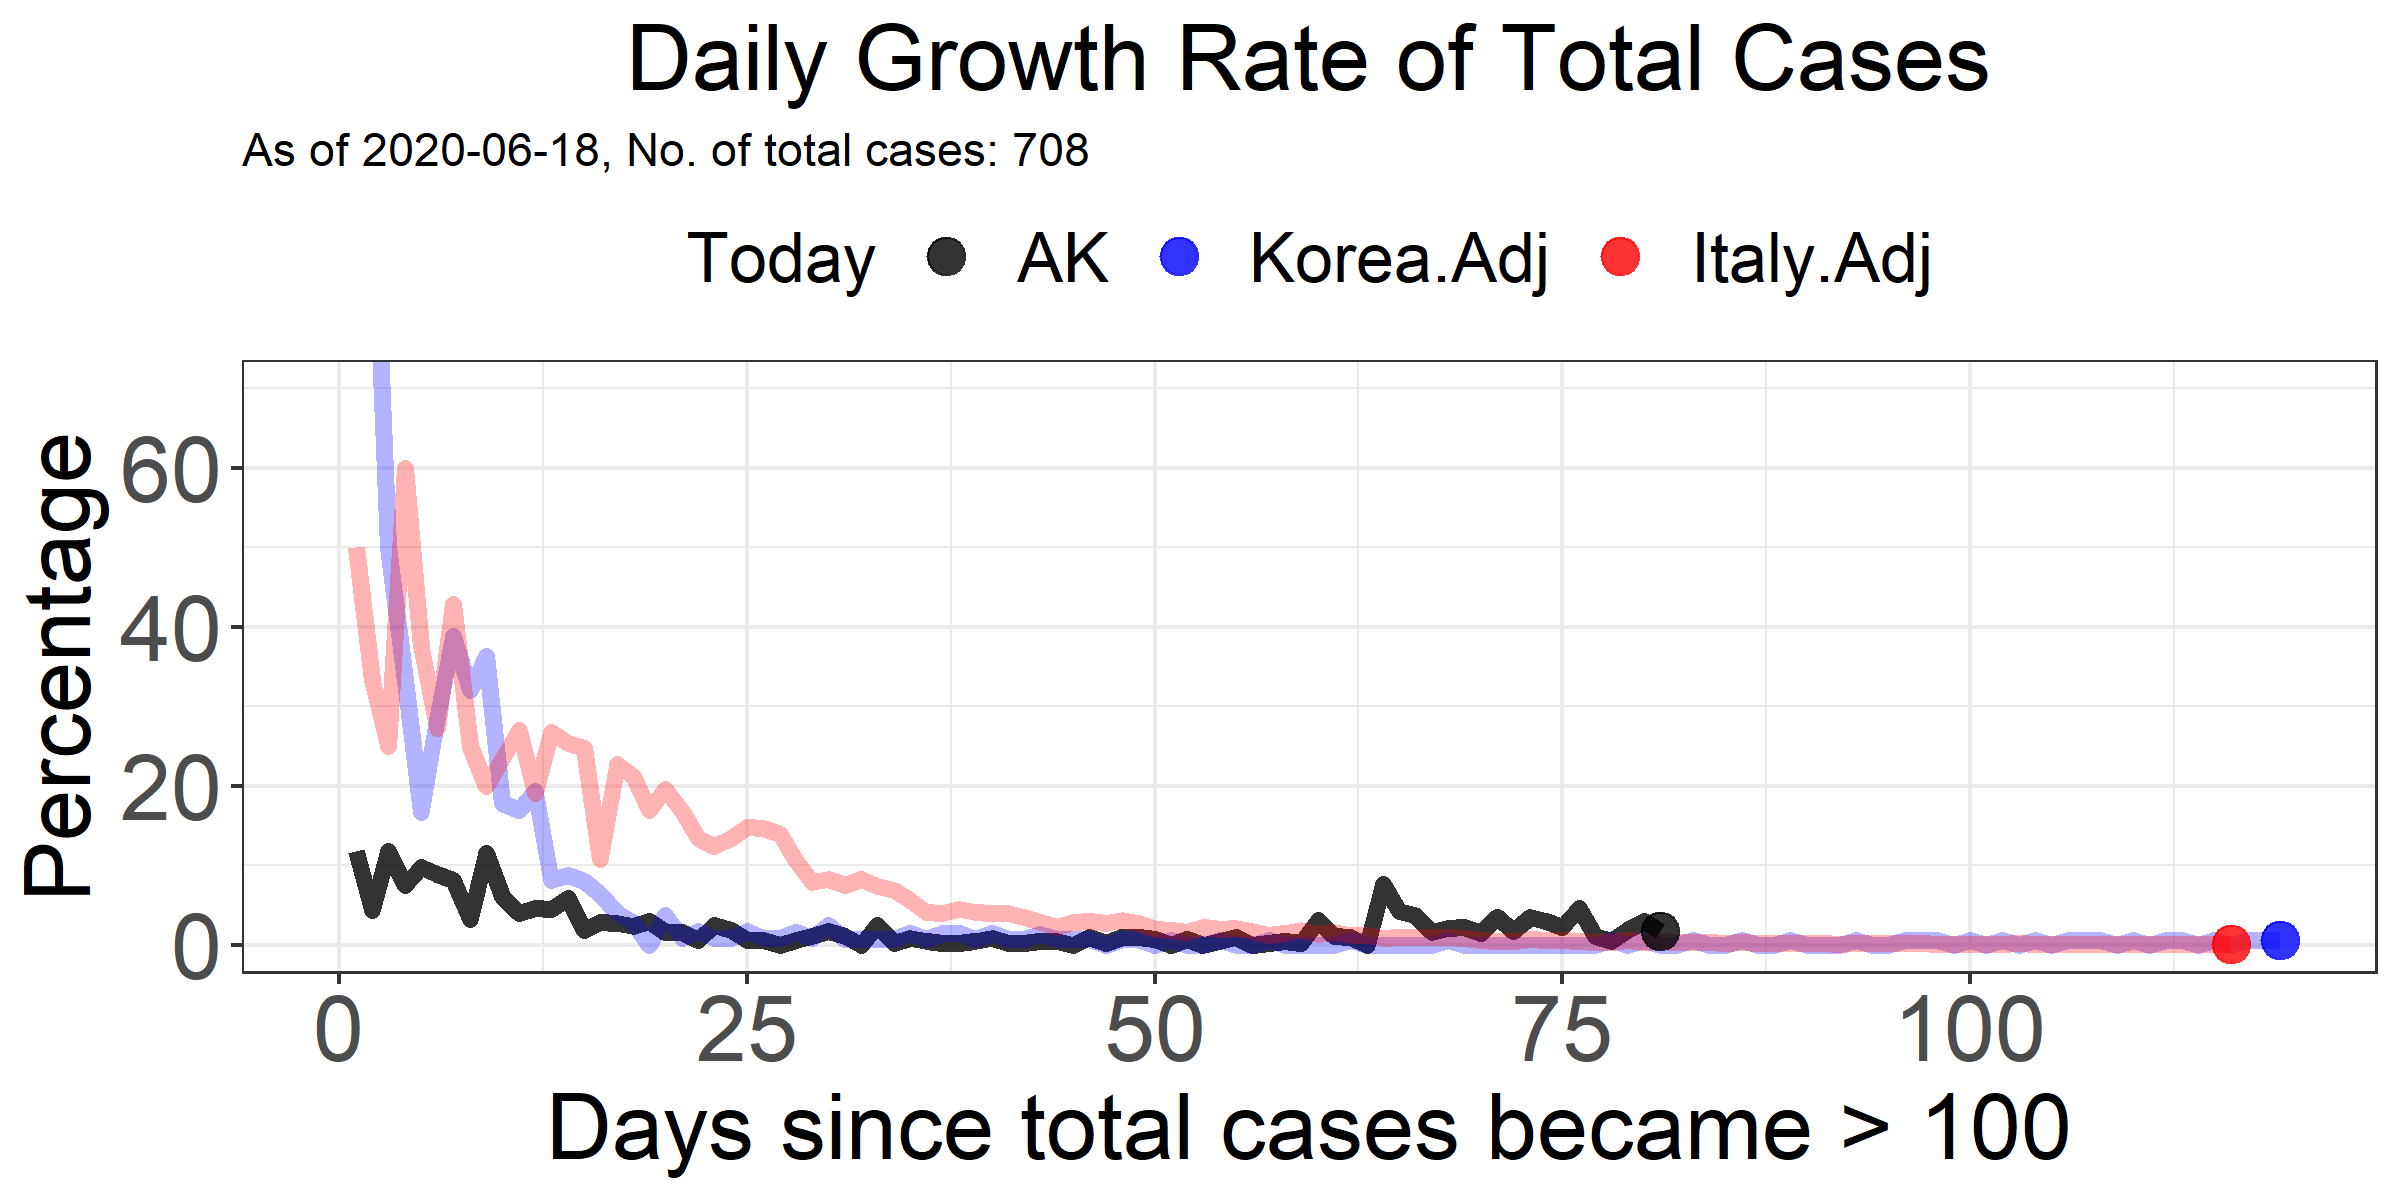 Daily Growth Rate of Total Cases
As of 2020-06-18, No. of total cases: 708
Today AK Korea.Adj Italy.Adj
Percentage
60
40
20
0
0 25 50 75 100
Days since total cases became > 100